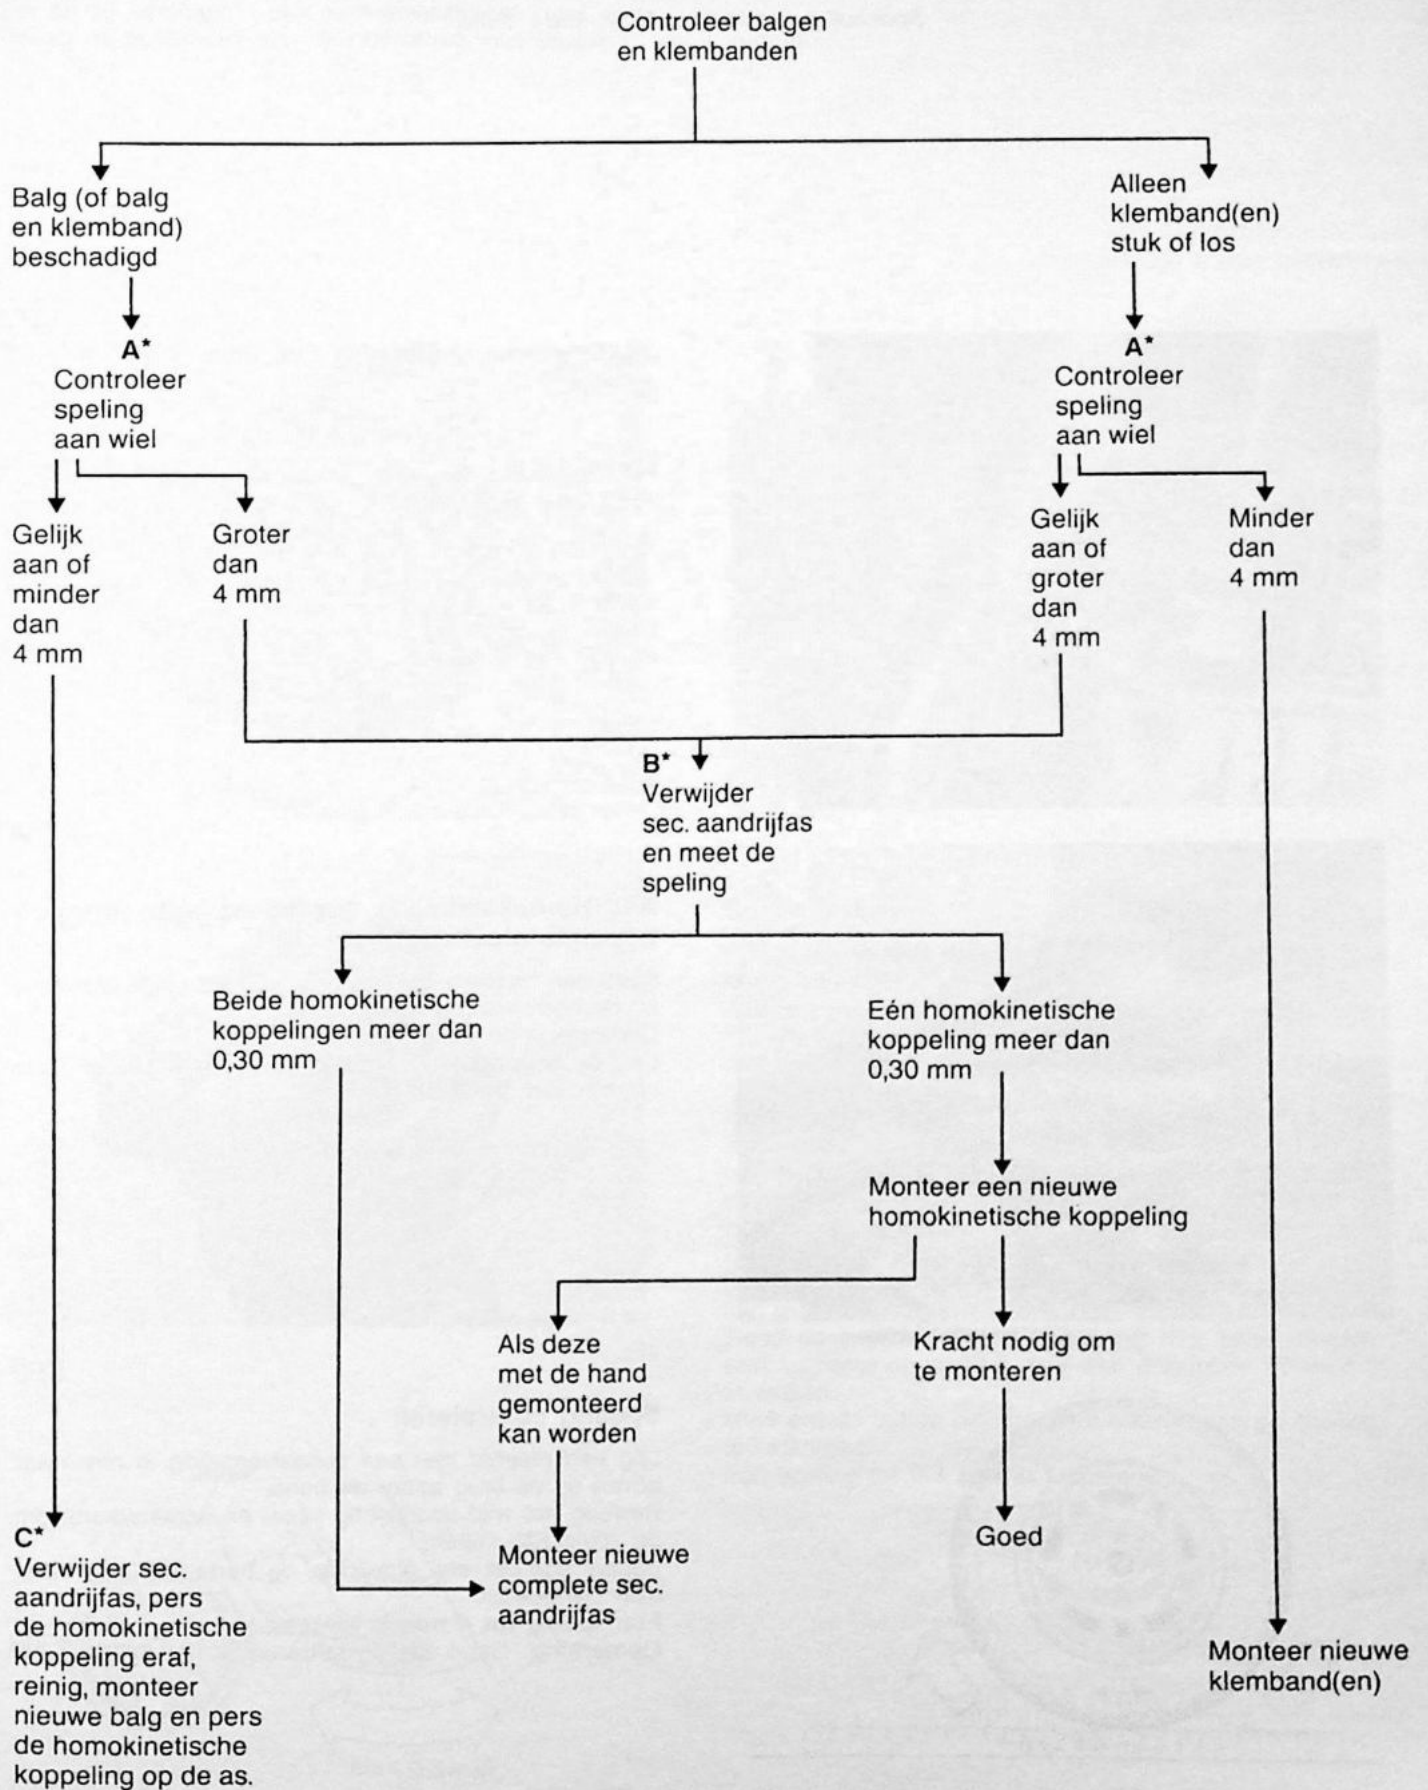 Controleer balgen
en klembanden
Balg (of balg
en klemband)
beschadigd
Alleen
klemband(en)
stuk of los
A*
Controleer
speling
aan wiel
A*
Controleer
speling
aan wiel
Gelijk
aan of
minder
dan
4 mm
Groter
dan
4 mm
Gelijk
aan of
groter
dan
4 mm
Minder
dan
4 mm
B*
Verwijder
sec. aandrijfas
en meet de
speling
Beide homokinetische
koppelingen meer dan
0,30 mm
Eén homokinetische
koppeling meer dan
0,30 mm
Monteer een nieuwe
homokinetische koppeling
Als deze
met de hand
gemonteerd
kan worden
Kracht nodig om
te monteren
Goed
Monteer nieuwe
complete sec.
aandrijfas
C*
Verwijder sec.
aandrijfas, pers
de homokinetische
koppeling eraf,
reinig, monteer
nieuwe balg en pers
de homokinetische
koppeling op de as.
Monteer nieuwe
klemband(en)